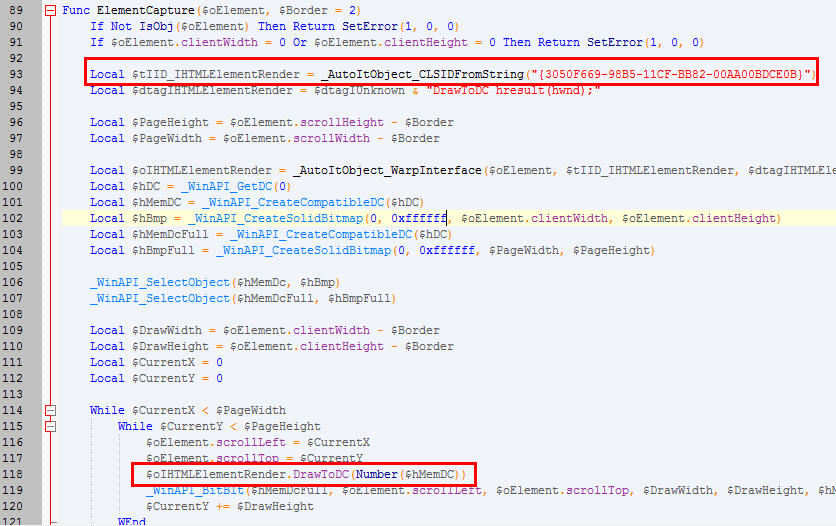 89 Func ElementCapture($oElement, $Border = 2)
90 If Not IsObj($oElement) Then Return SetError(1, 0, 0)
91 If $oElement.clientWidth = 0 Or $oElement.clientHeight = 0 Then Return SetError(1, 0, 0)
92
93 Local $tIID_IHTMLElementRender = _AutoItObject_CLSIDFromString("{3050F669-98B5-11CF-BB82-00AA00BDCE0B}")
94 Local $dtagIHTMLElementRender = $dtagIUnknown & "DrawToDC hresult(hwnd);"
95
96 Local $PageHeight = $oElement.scrollHeight - $Border
97 Local $PageWidth = $oElement.scrollWidth - $Border
98
99 Local $oIHTMLElementRender = _AutoItObject_WarpInterface($oElement, $tIID_IHTMLElementRender, $dtagIHTMLEle
100 Local $hDC = _WinAPI_GetDC(0)
101 Local $hMemDC = _WinAPI_CreateCompatibleDC($hDC)
102 Local $hBmp = _WinAPI_CreateSolidBitmap(0, 0xffffff, $oElement.clientWidth, $oElement.clientHeight)
103 Local $hMemDcFull = _WinAPI_CreateCompatibleDC($hDC)
104 Local $hBmpFull = _WinAPI_CreateSolidBitmap(0, 0xffffff, $PageWidth, $PageHeight)
105
106 _WinAPI_SelectObject($hMemDc, $hBmp)
107 _WinAPI_SelectObject($hMemDcFull, $hBmpFull)
108
109 Local $DrawWidth = $oElement.clientWidth - $Border
110 Local $DrawHeight = $oElement.clientHeight - $Border
111 Local $CurrentX = 0
112 Local $CurrentY = 0
113
114 While $CurrentX < $PageWidth
115 While $CurrentY < $PageHeight
116 $oElement.scrollLeft = $CurrentX
117 $oElement.scrollTop = $CurrentY
118 $oIHTMLElementRender.DrawToDC(Number($hMemDC))
119 _WinAPI_BitBlt($hMemDcFull, $oElement.scrollLeft, $oElement.scrollTop, $DrawWidth, $DrawHeight, $hM
120 $CurrentY += $DrawHeight
121 WEnd